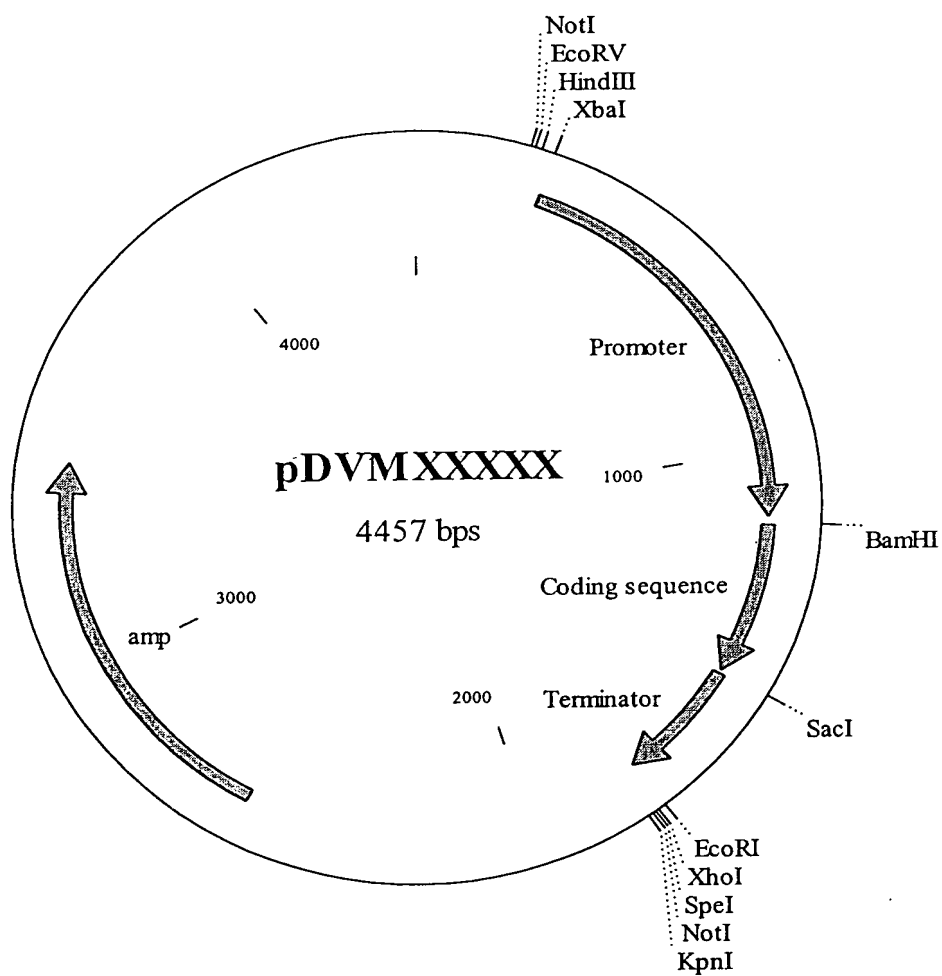 NotI
EcoRV
HindIII
XbaI
4000
Promoter
pDVMXXXXX
1000
4457 bps
BamHI
Coding sequence
3000
amp
2000
Terminator
SacI
EcoRI
XhoI
SpeI
NotI
KpnI